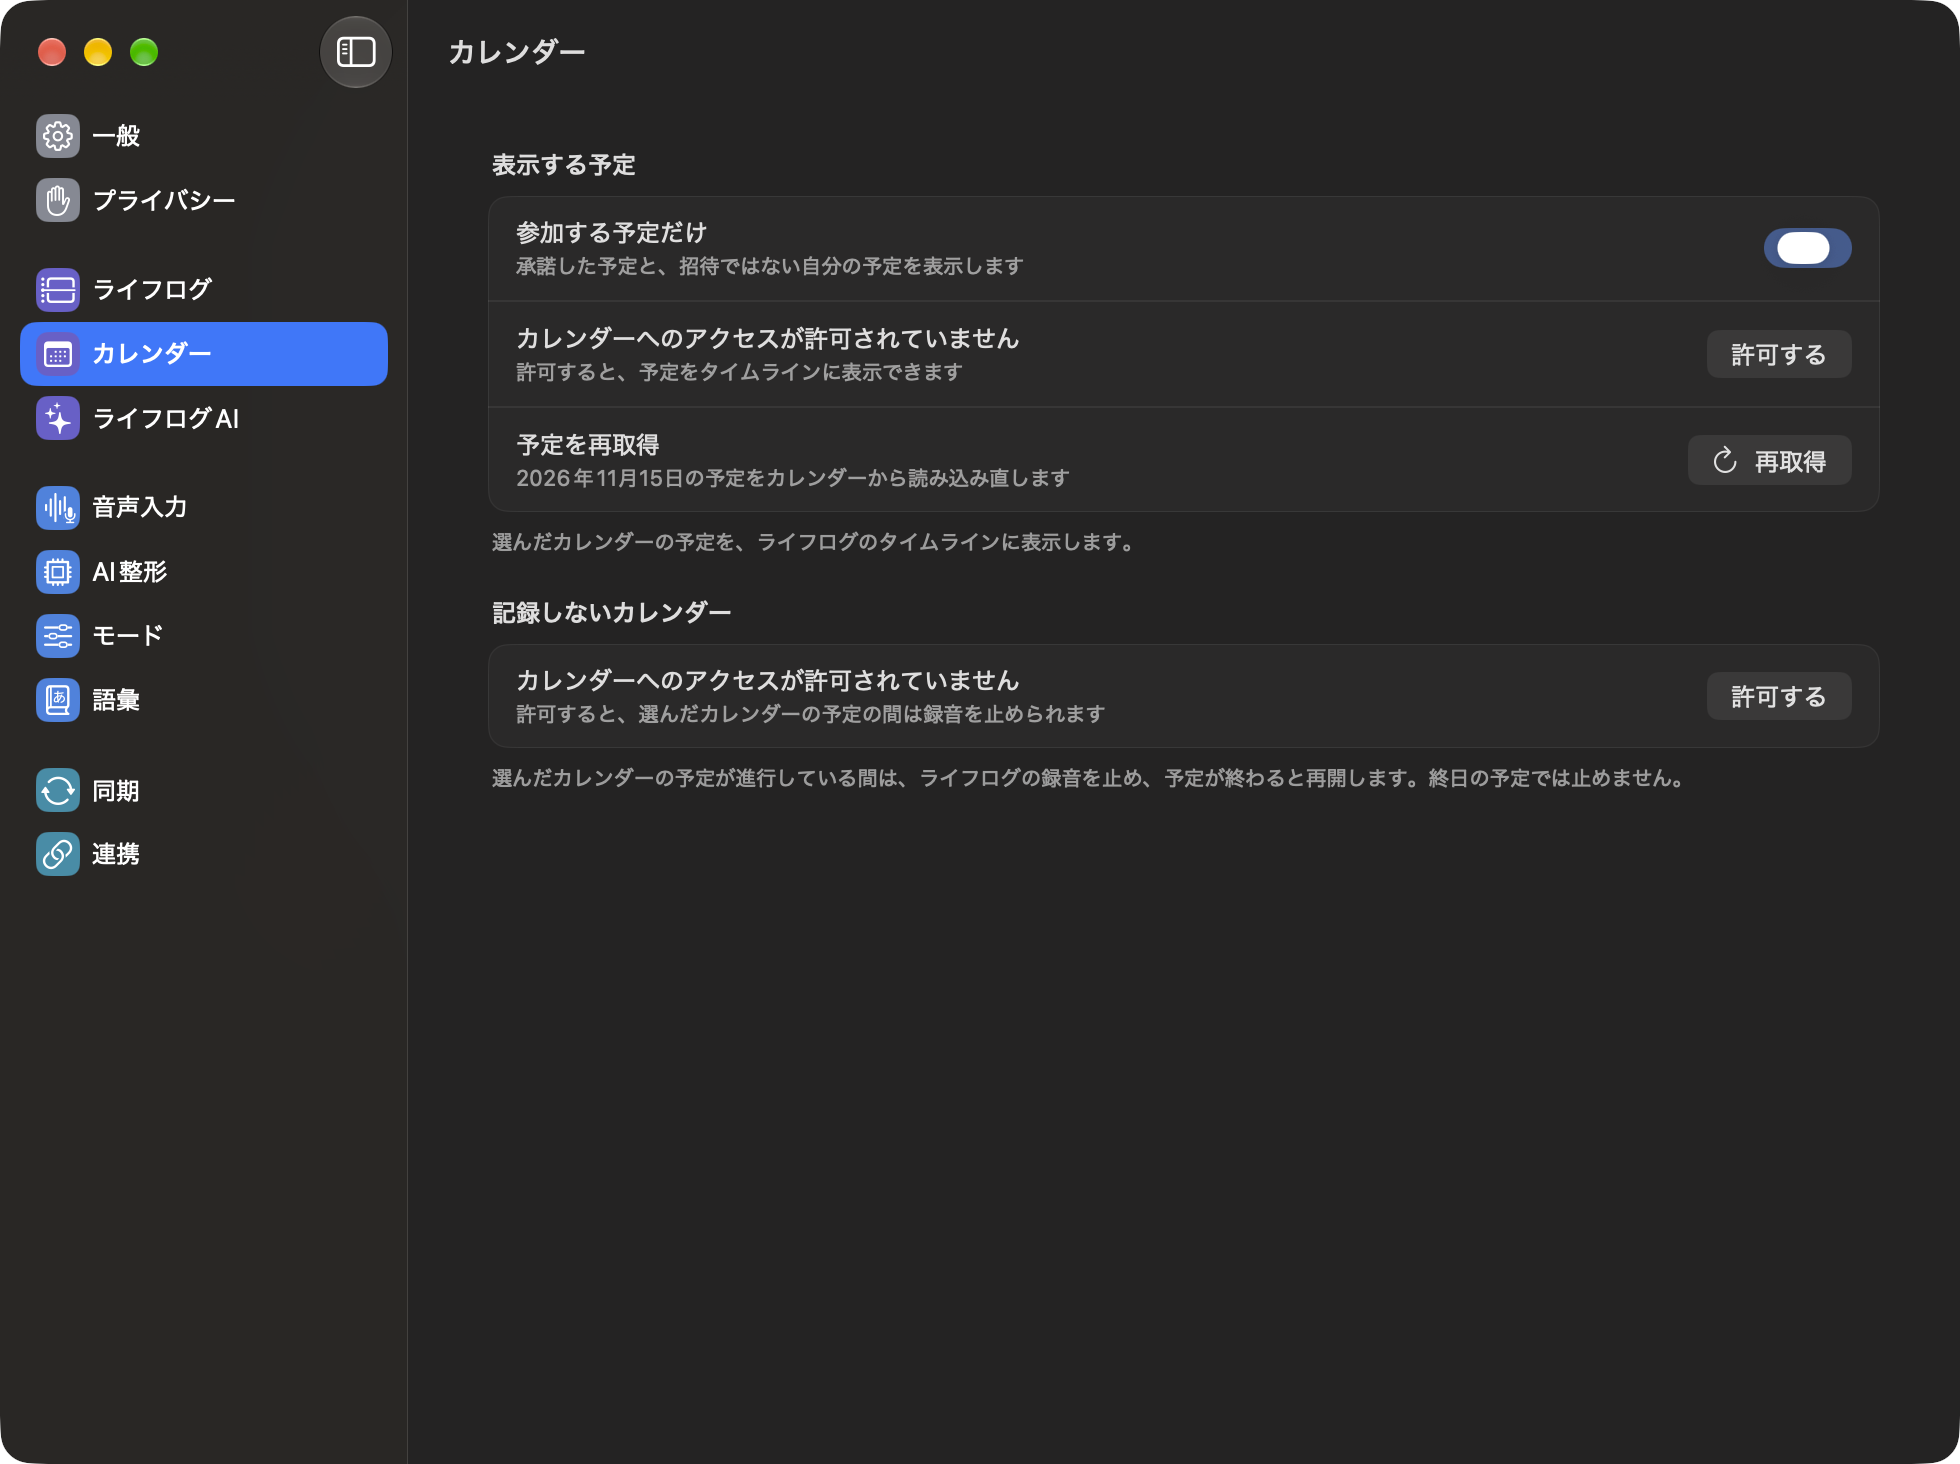 カレンダー
一般
プライバシー
ライフログ
カレンダー
ライフログAI
音声入力
AI整形
モード
語彙
同期
連携
表示する予定
参加する予定だけ
承諾した予定と、招待ではない自分の予定を表示します
カレンダーへのアクセスが許可されていません
許可すると、予定をタイムラインに表示できます
許可する
予定を再取得
2026年11月15日の予定をカレンダーから読み込み直します
再取得
選んだカレンダーの予定を、ライフログのタイムラインに表示します。
記録しないカレンダー
カレンダーへのアクセスが許可されていません
許可すると、選んだカレンダーの予定の間は録音を止められます
許可する
選んだカレンダーの予定が進行している間は、ライフログの録音を止め、予定が終わると再開します。終日の予定では止めません。